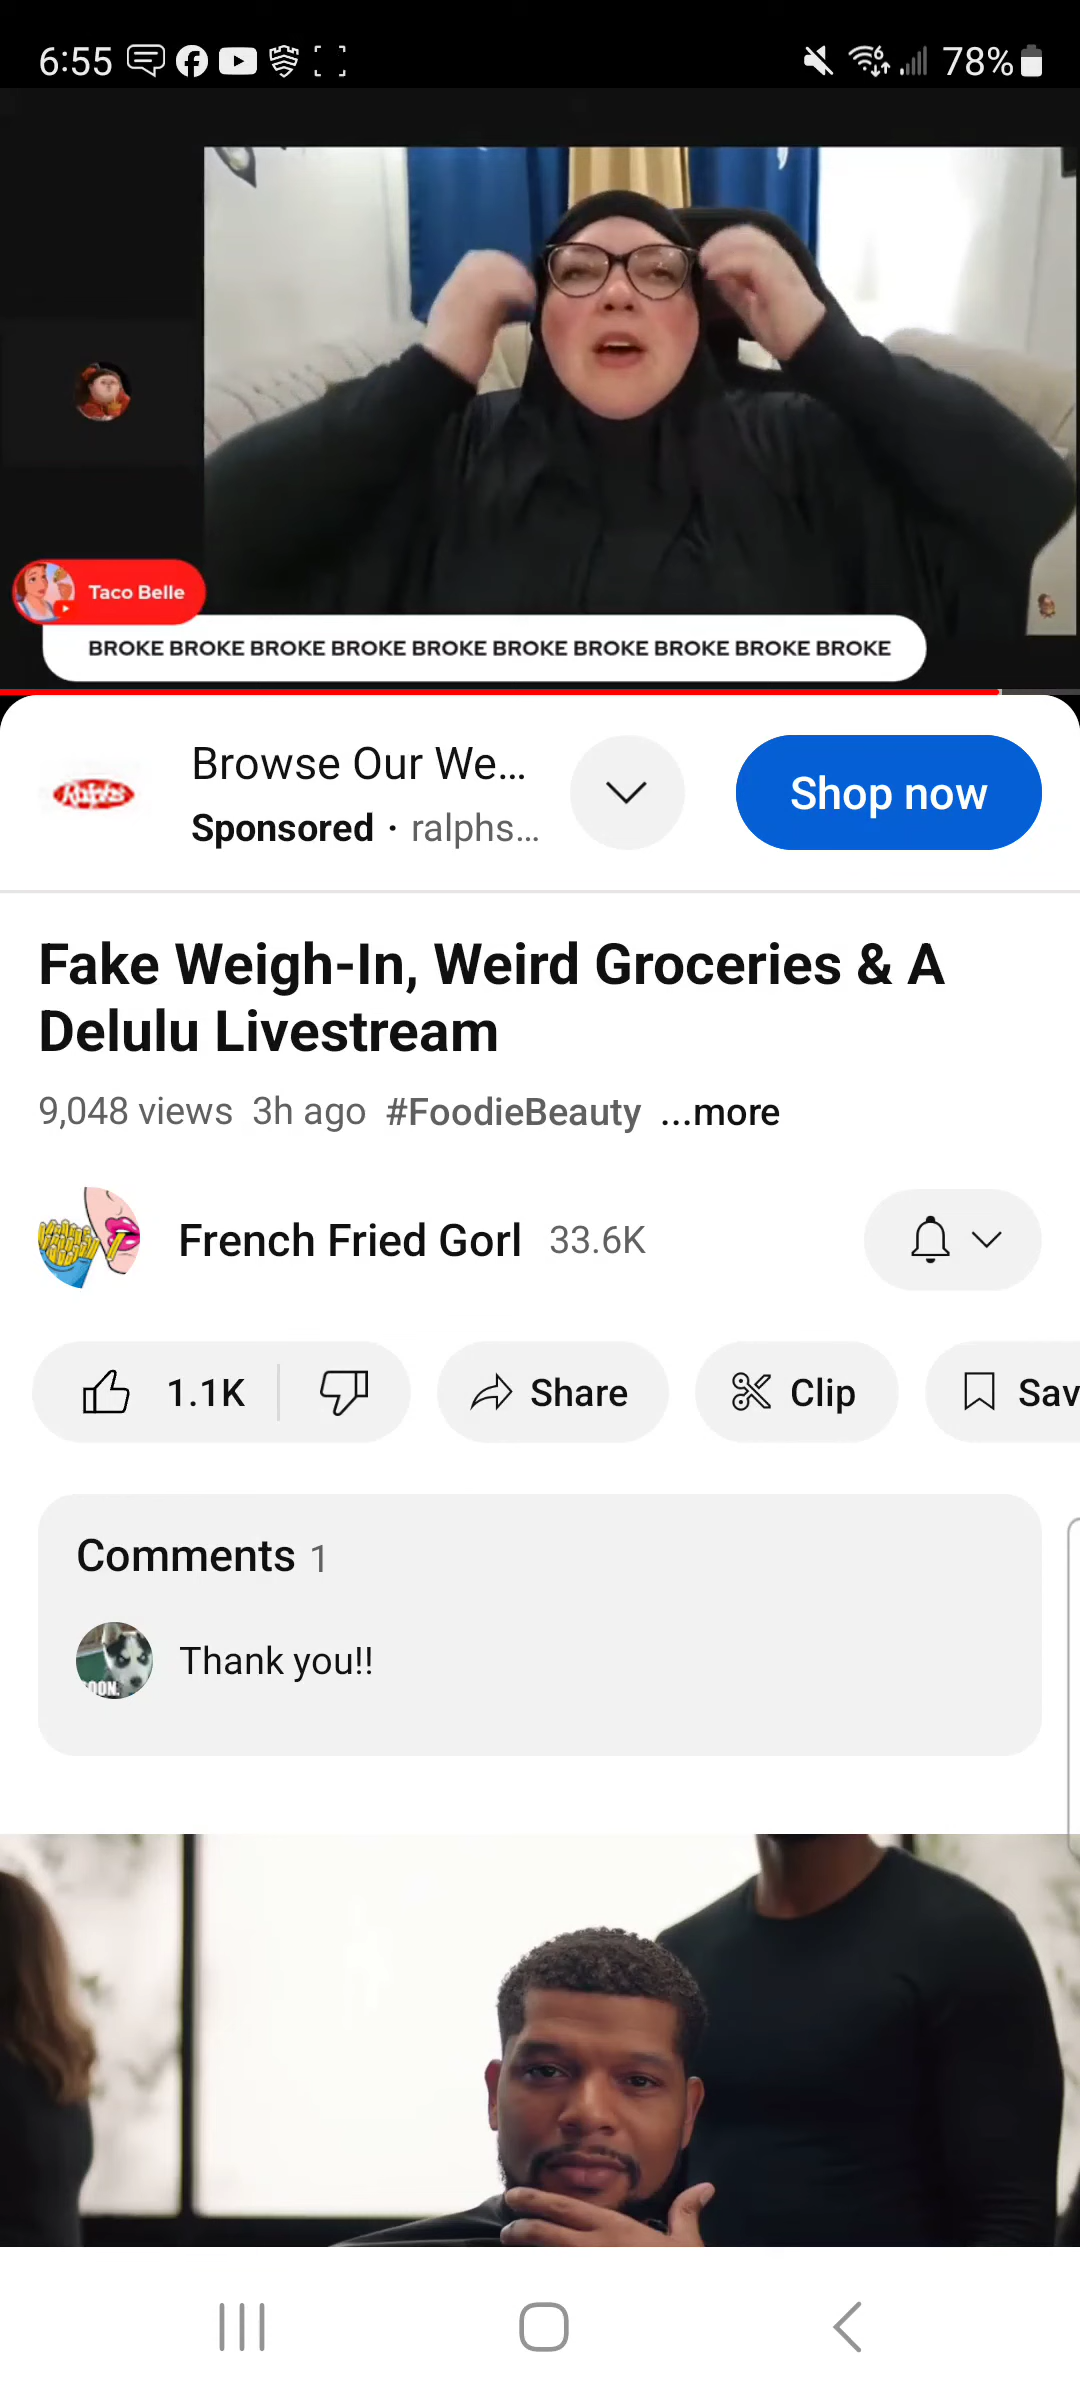 6:55
78%
Taco Belle
BROKE BROKE BROKE BROKE BROKE BROKE BROKE BROKE BROKE BROKE
Ralphs
Browse Our We...
Shop now
Sponsored · ralphs...
Fake Weigh-In, Weird Groceries & A
Delulu Livestream
9,048 views 3h ago #FoodieBeauty ...more
French Fried Gorl 33.6K
1.1K
Share
Clip
Sav
Comments 1
Thank you!!
OON.